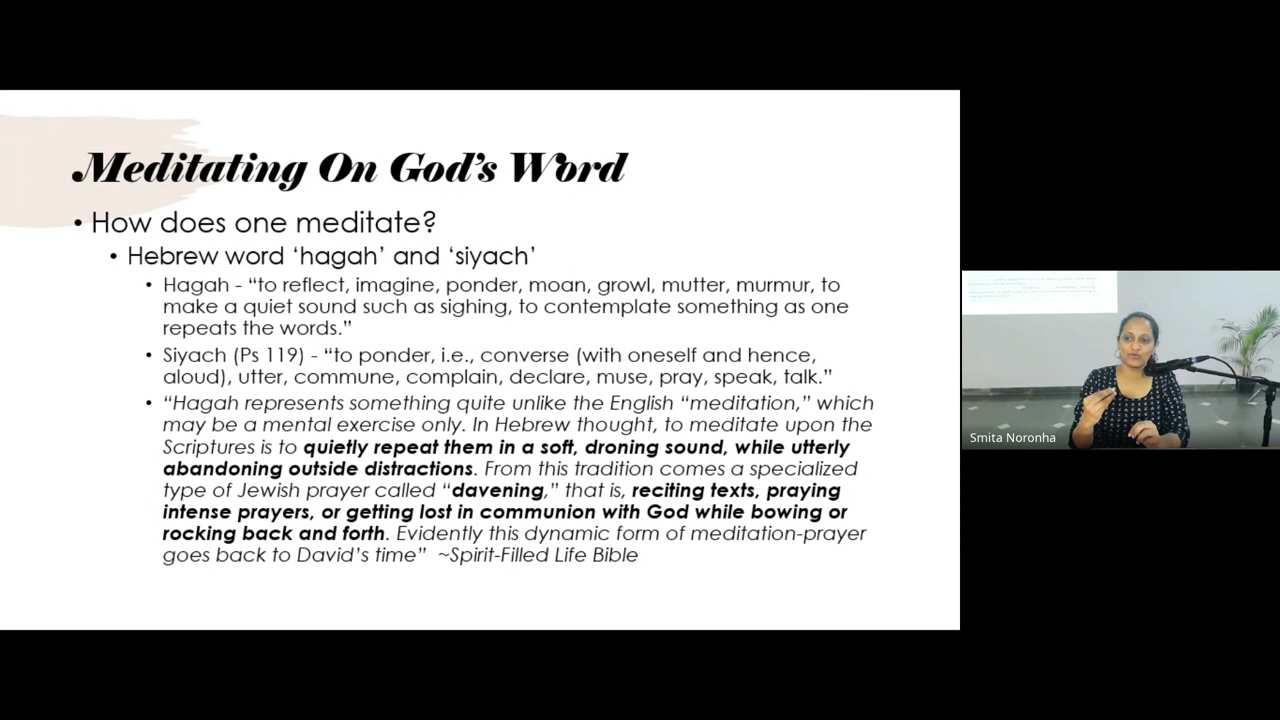 Meditating On God's Word
• How does one meditate?
• Hebrew word ‘hagah’ and ‘siyach’
• Hagah - “to reflect, imagine, ponder, moan, growl, mutter, murmur, to
make a quiet sound such as sighing, to contemplate something as one
repeats the words.”
• Siyach (Ps 119) - “to ponder, i.e., converse (with oneself and hence,
aloud), utter, commune, complain, declare, muse, pray, speak, talk.”
• “Hagah represents something quite unlike the English “meditation,” which
may be a mental exercise only. In Hebrew thought, to meditate upon the
Scriptures is to quietly repeat them in a soft, droning sound, while utterly
abandoning outside distractions. From this tradition comes a specialized
type of Jewish prayer called “davening,” that is, reciting texts, praying
intense prayers, or getting lost in communion with God while bowing or
rocking back and forth. Evidently this dynamic form of meditation-prayer
goes back to David’s time” ~Spirit-Filled Life Bible
Smita Noronha